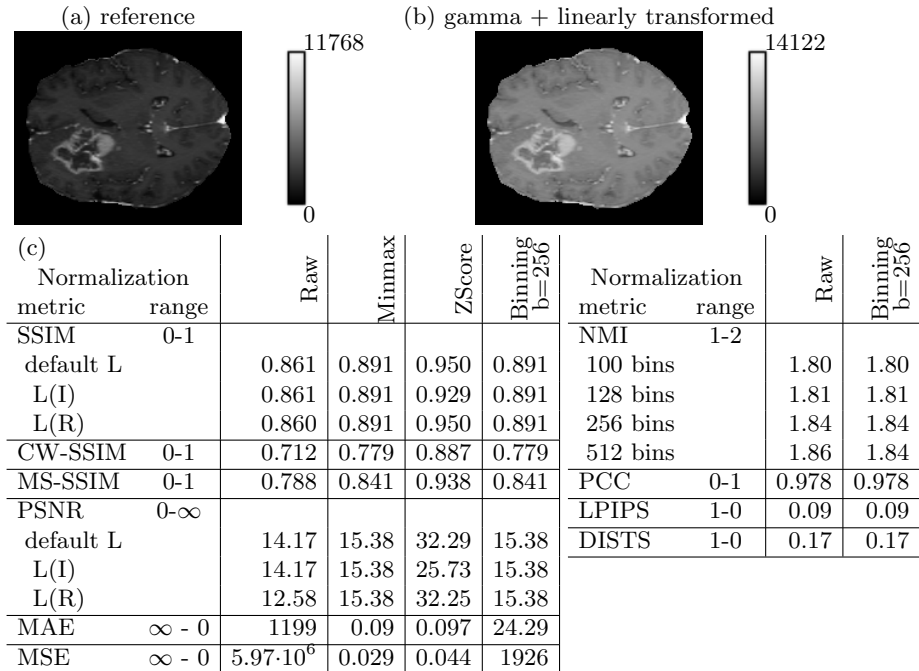 (a) reference
(b) gamma + linearly transformed
11768
0
14122
0
(c)
Normalization
metric range Raw Minmax ZScore Binning b=256
SSIM 0-1
default L 0.861 0.891 0.950 0.891
L(I) 0.861 0.891 0.929 0.891
L(R) 0.860 0.891 0.950 0.891
CW-SSIM 0-1 0.712 0.779 0.887 0.779
MS-SSIM 0-1 0.788 0.841 0.938 0.841
PSNR 0-∞
default L 14.17 15.38 32.29 15.38
L(I) 14.17 15.38 25.73 15.38
L(R) 12.58 15.38 32.25 15.38
MAE ∞ - 0 1199 0.09 0.097 24.29
MSE ∞ - 0 5.97·10⁶ 0.029 0.044 1926
Normalization
metric range Raw Binning b=256
NMI 1-2
100 bins 1.80 1.80
128 bins 1.81 1.81
256 bins 1.84 1.84
512 bins 1.86 1.84
PCC 0-1 0.978 0.978
LPIPS 1-0 0.09 0.09
DISTS 1-0 0.17 0.17